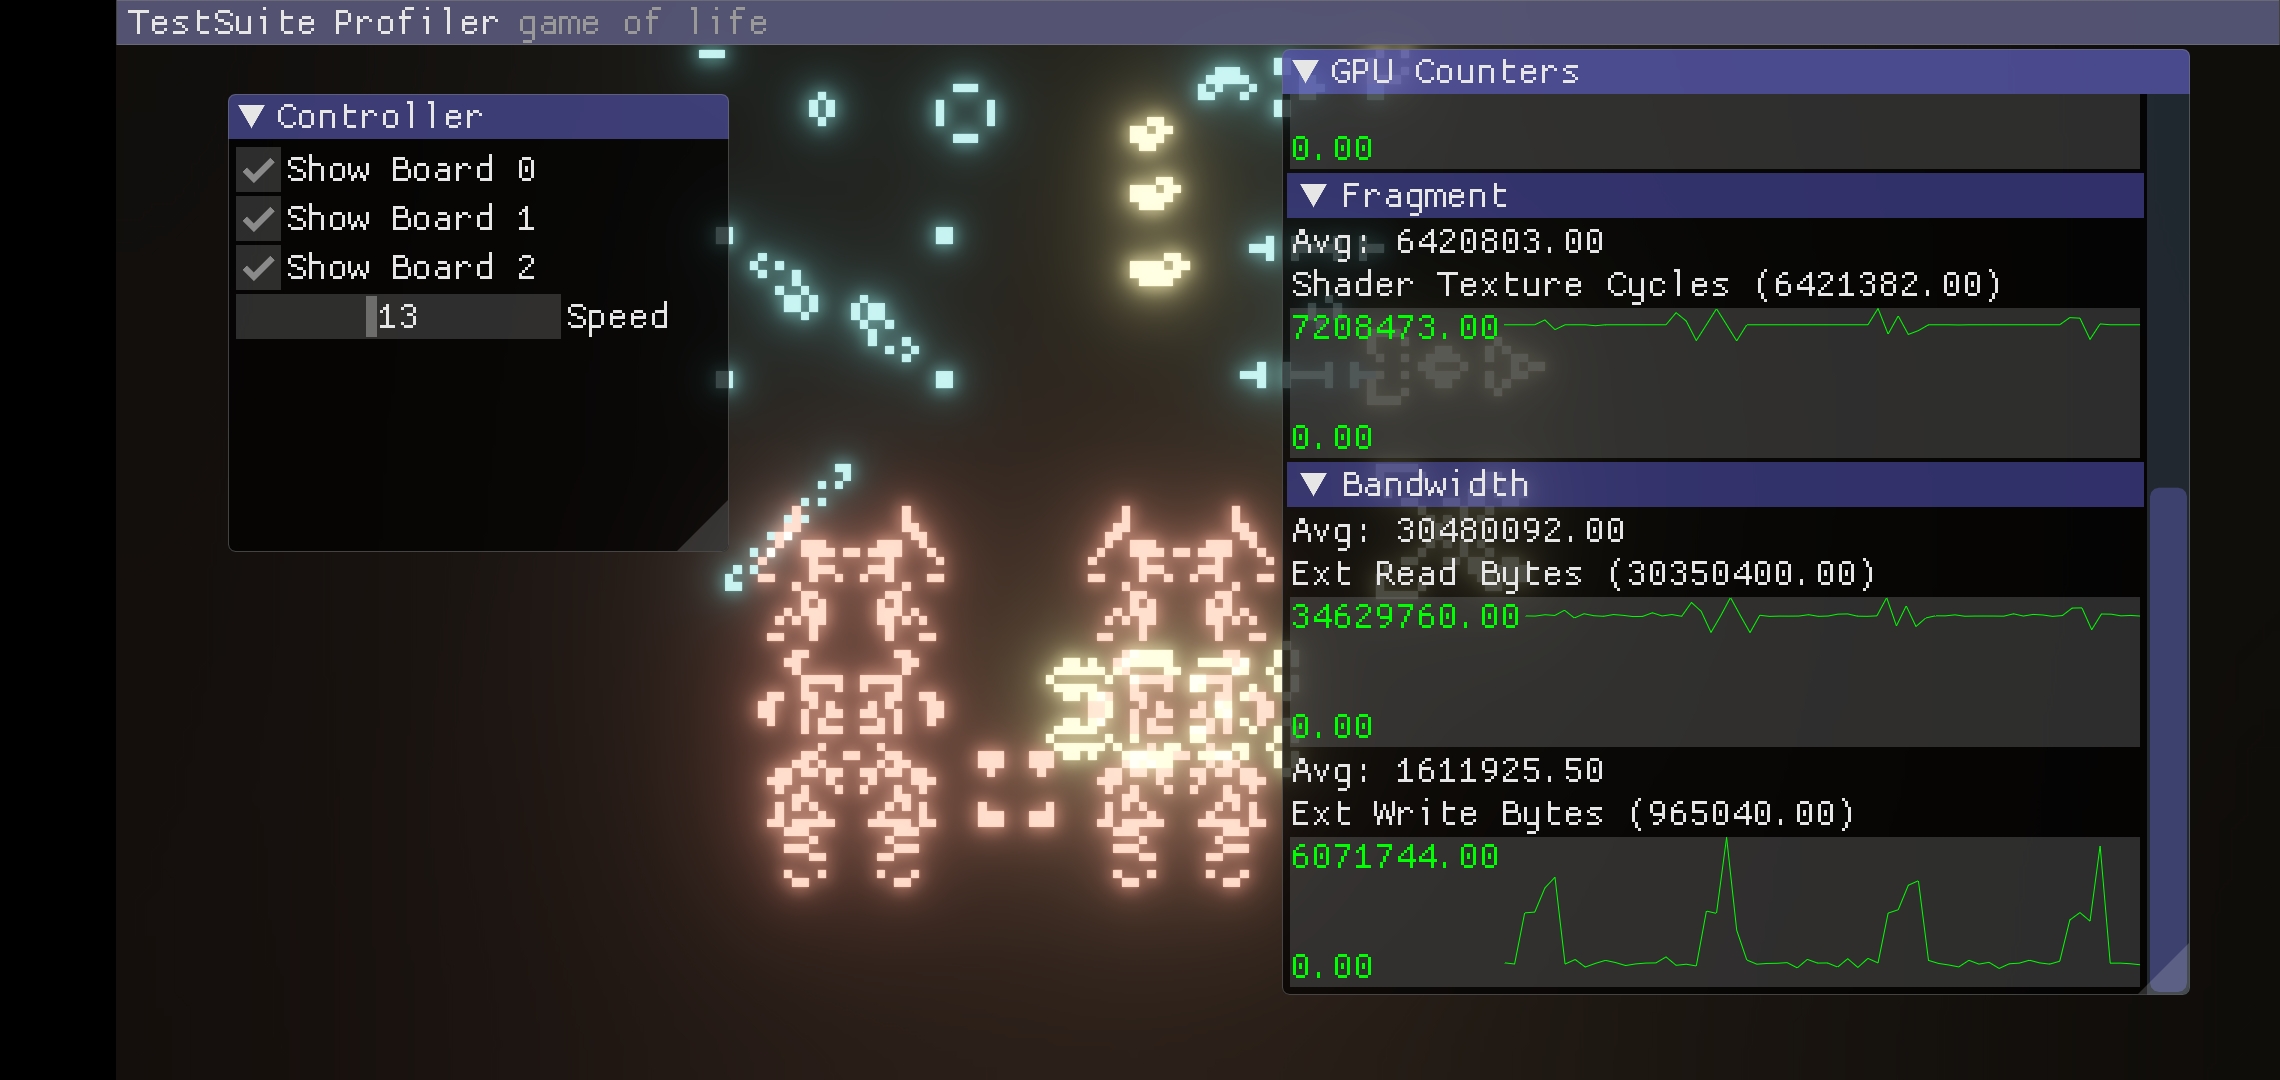 TestSuite Profiler game of life
Controller
Show Board 0
Show Board 1
Show Board 2
13 Speed
GPU Counters
0.00
Fragment
Avg: 6420803.00
Shader Texture Cycles (6421382.00)
7208473.00
0.00
Bandwidth
Avg: 30480092.00
Ext Read Bytes (30350400.00)
34629760.00
0.00
Avg: 1611925.50
Ext Write Bytes (965040.00)
6071744.00
0.00